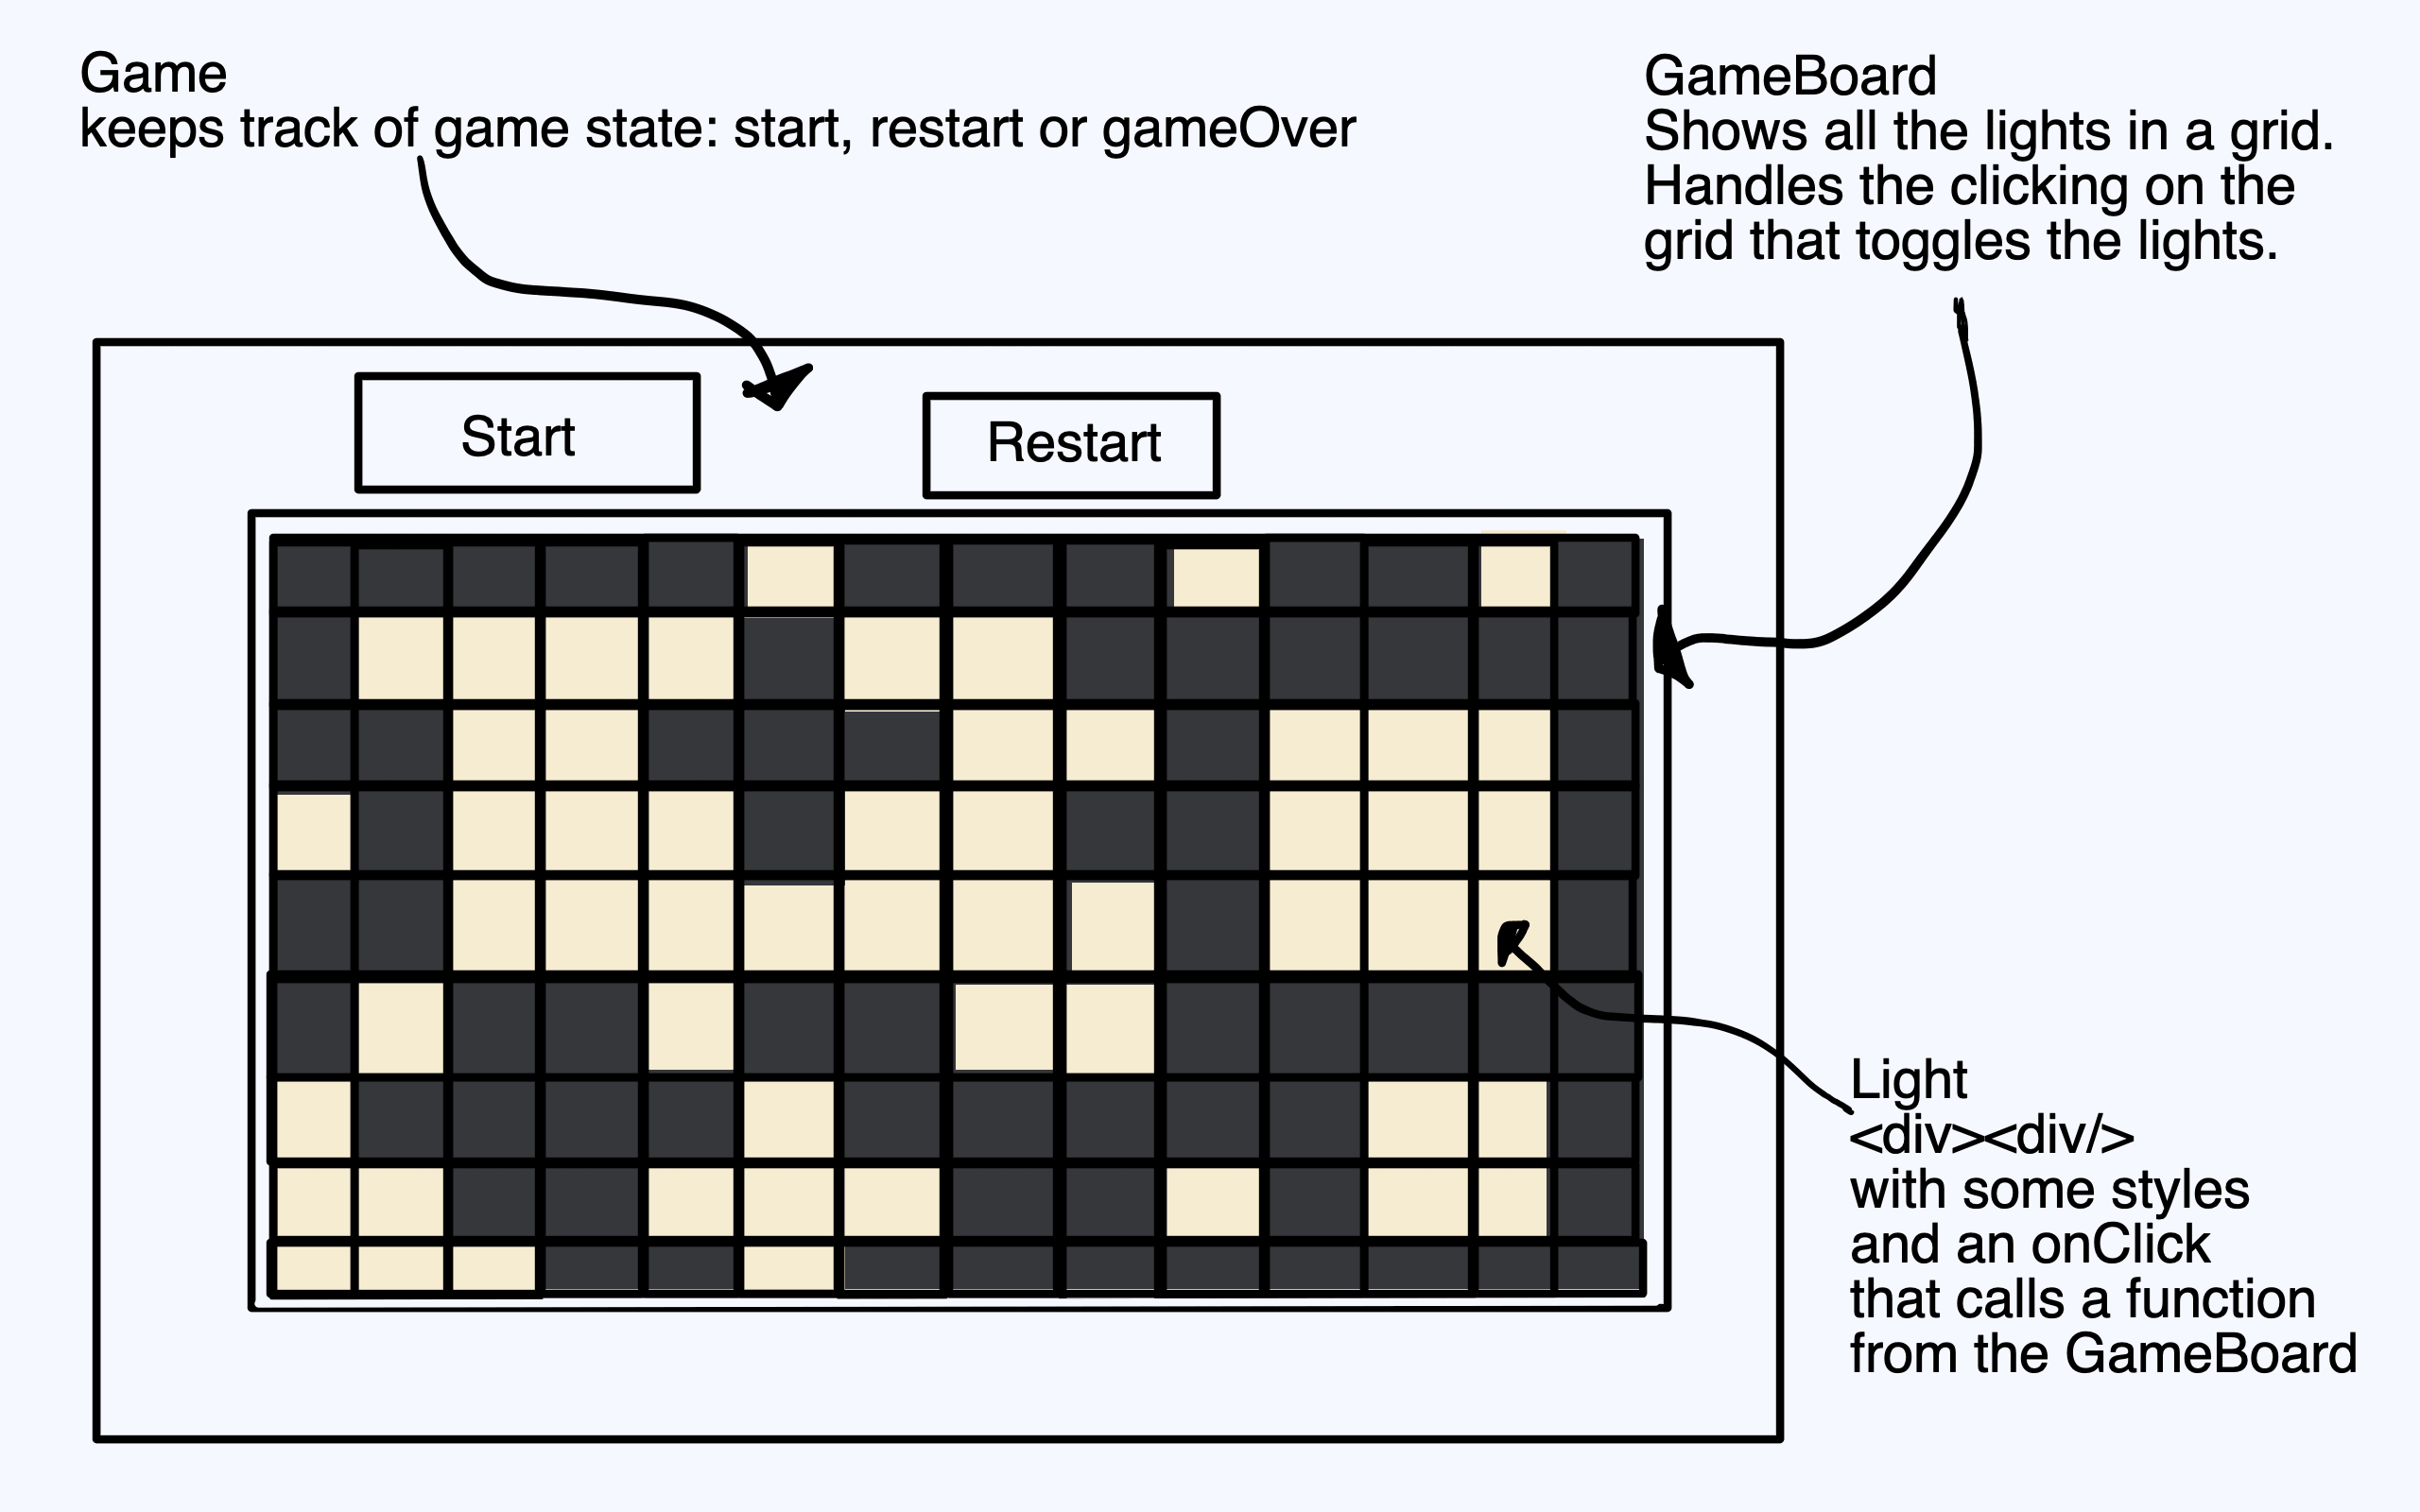 Game
keeps track of game state: start, restart or gameOver
GameBoard
Shows all the lights in a grid.
Handles the clicking on the
grid that toggles the lights.
Start
Restart
Light
<div><div/>
with some styles
and an onClick
that calls a function
from the GameBoard